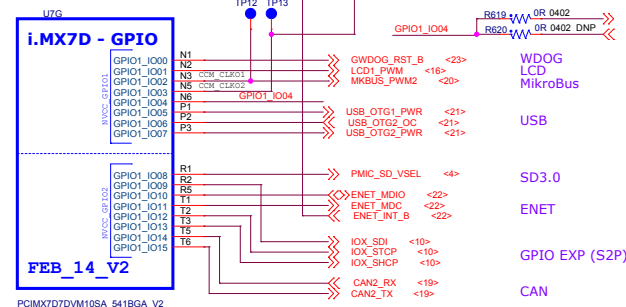 U7G
TP12 TP13
R619 0R 0402
GPIO1_IO04 R620 0R 0402 DNP
i.MX7D - GPIO
GPIO1_IO00 N1 GWDOG_RST_B <23> WDOG
GPIO1_IO01 N2 LCD1_PWM <16> LCD
GPIO1_IO02 N3 CCM_CLKO1 MKBUS_PWM2 <20> MikroBus
GPIO1_IO03 N5 CCM_CLKO2
GPIO1_IO04 N6 GPIO1_IO04
GPIO1_IO05 P1 USB_OTG1_PWR <21>
GPIO1_IO06 P2 USB_OTG2_OC <21> USB
GPIO1_IO07 P3 USB_OTG2_PWR <21>
NVCC_GPIO1
GPIO1_IO08 R1 PMIC_SD_VSEL <4> SD3.0
GPIO1_IO09 R2
GPIO1_IO10 R5 ENET_MDIO <22>
GPIO1_IO11 T1 ENET_MDC <22> ENET
GPIO1_IO12 T2 ENET_INT_B <22>
GPIO1_IO13 T3
GPIO1_IO14 T5 IOX_SDI <10>
GPIO1_IO15 T6 IOX_STCP <10> GPIO EXP (S2P)
IOX_SHCP <10>
NVCC_GPIO2
FEB_14_V2
CAN2_RX <19> CAN
CAN2_TX <19>
PCIMX7D7DVM10SA_541BGA_V2